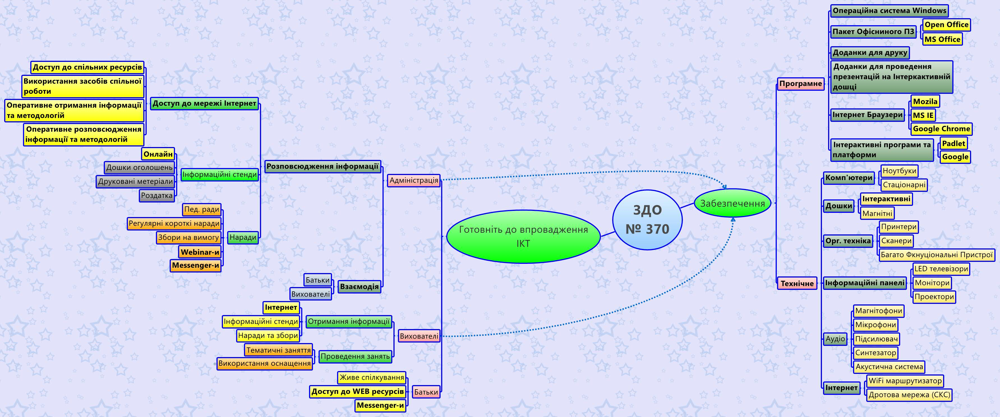 ЗДО
№ 370
Готовніть до впровадження
ІКТ
Адміністрація
Розповсюдження інформації
Доступ до мережі Інтернет
Доступ до спільних ресурсів
Використання засобів спільної
роботи
Оперативне отримання інформації
та методологій
Оперативне розповсюдження
інформації та методологій
Інформаційні стенди
Онлайн
Дошки оголошень
Друковані метеріали
Роздатка
Наради
Пед. ради
Регулярні короткі наради
Збори на вимогу
Webinar-и
Messenger-и
Взаємодія
Батьки
Вихователі
Вихователі
Отримання інформації
Інтернет
Інформаційні стенди
Наради та збори
Проведення занять
Тематичні заняття
Використання оснащення
Батьки
Живе спілкування
Доступ до WEB ресурсів
Messenger-и
Забезпечення
Програмне
Операційна система Windows
Пакет Офісниного ПЗ
Open Office
MS Office
Доданки для друку
Доданки для проведення
презентацій на Інтеркактивній
дошці
Інтернет Браузери
Mozila
MS IE
Google Chrome
Інтерактивні програми та
платформи
Padlet
Google
Технічне
Комп'ютери
Ноутбуки
Стаціонарні
Дошки
Інтерактивні
Магнітні
Орг. техніка
Принтери
Сканери
Багато Фкнуціональні Пристрої
Інформаційні панелі
LED телевізори
Монітори
Проектори
Аудіо
Магнітофони
Мікрофони
Підсилювач
Синтезатор
Акустична система
Інтернет
WiFi маршрутизатор
Дротова мережа (СКС)